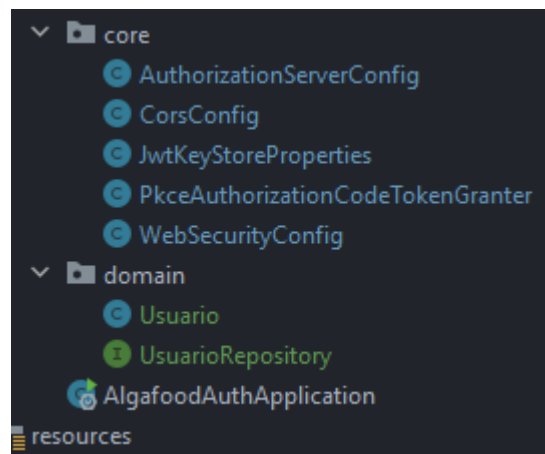 core
AuthorizationServerConfig
CorsConfig
JwtKeyStoreProperties
PkceAuthorizationCodeTokenGranter
WebSecurityConfig
domain
Usuario
UsuarioRepository
AlgafoodAuthApplication
resources